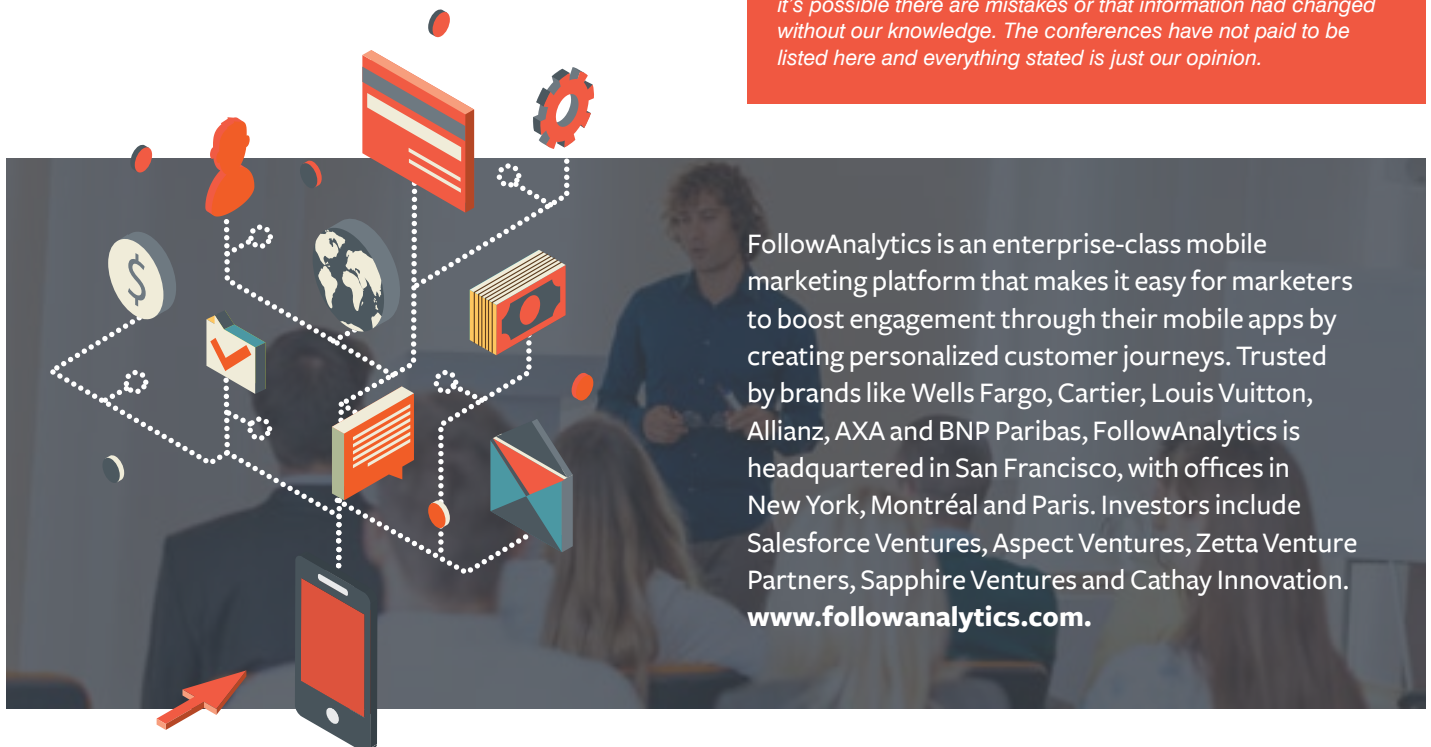 it's possible there are mistakes or that information had changed
without our knowledge. The conferences have not paid to be
listed here and everything stated is just our opinion.
$
FollowAnalytics is an enterprise-class mobile
marketing platform that makes it easy for marketers
to boost engagement through their mobile apps by
creating personalized customer journeys. Trusted
by brands like Wells Fargo, Cartier, Louis Vuitton,
Allianz, AXA and BNP Paribas, FollowAnalytics is
headquartered in San Francisco, with offices in
New York, Montréal and Paris. Investors include
Salesforce Ventures, Aspect Ventures, Zetta Venture
Partners, Sapphire Ventures and Cathay Innovation.
www.followanalytics.com.